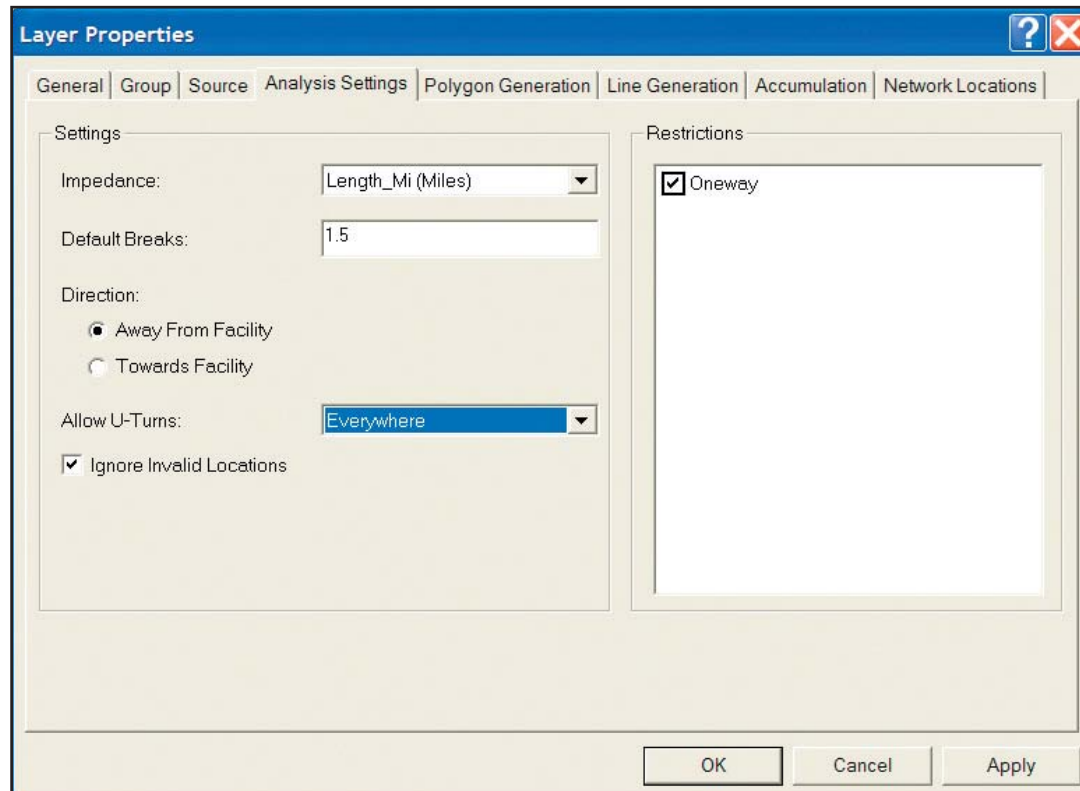 Layer Properties
General Group Source Analysis Settings Polygon Generation Line Generation Accumulation Network Locations
Settings
Impedance: Length_Mi (Miles)
Default Breaks: 1.5
Direction:
Away From Facility
Towards Facility
Allow U-Turns: Everywhere
Ignore Invalid Locations
Restrictions
Oneway
OK Cancel Apply